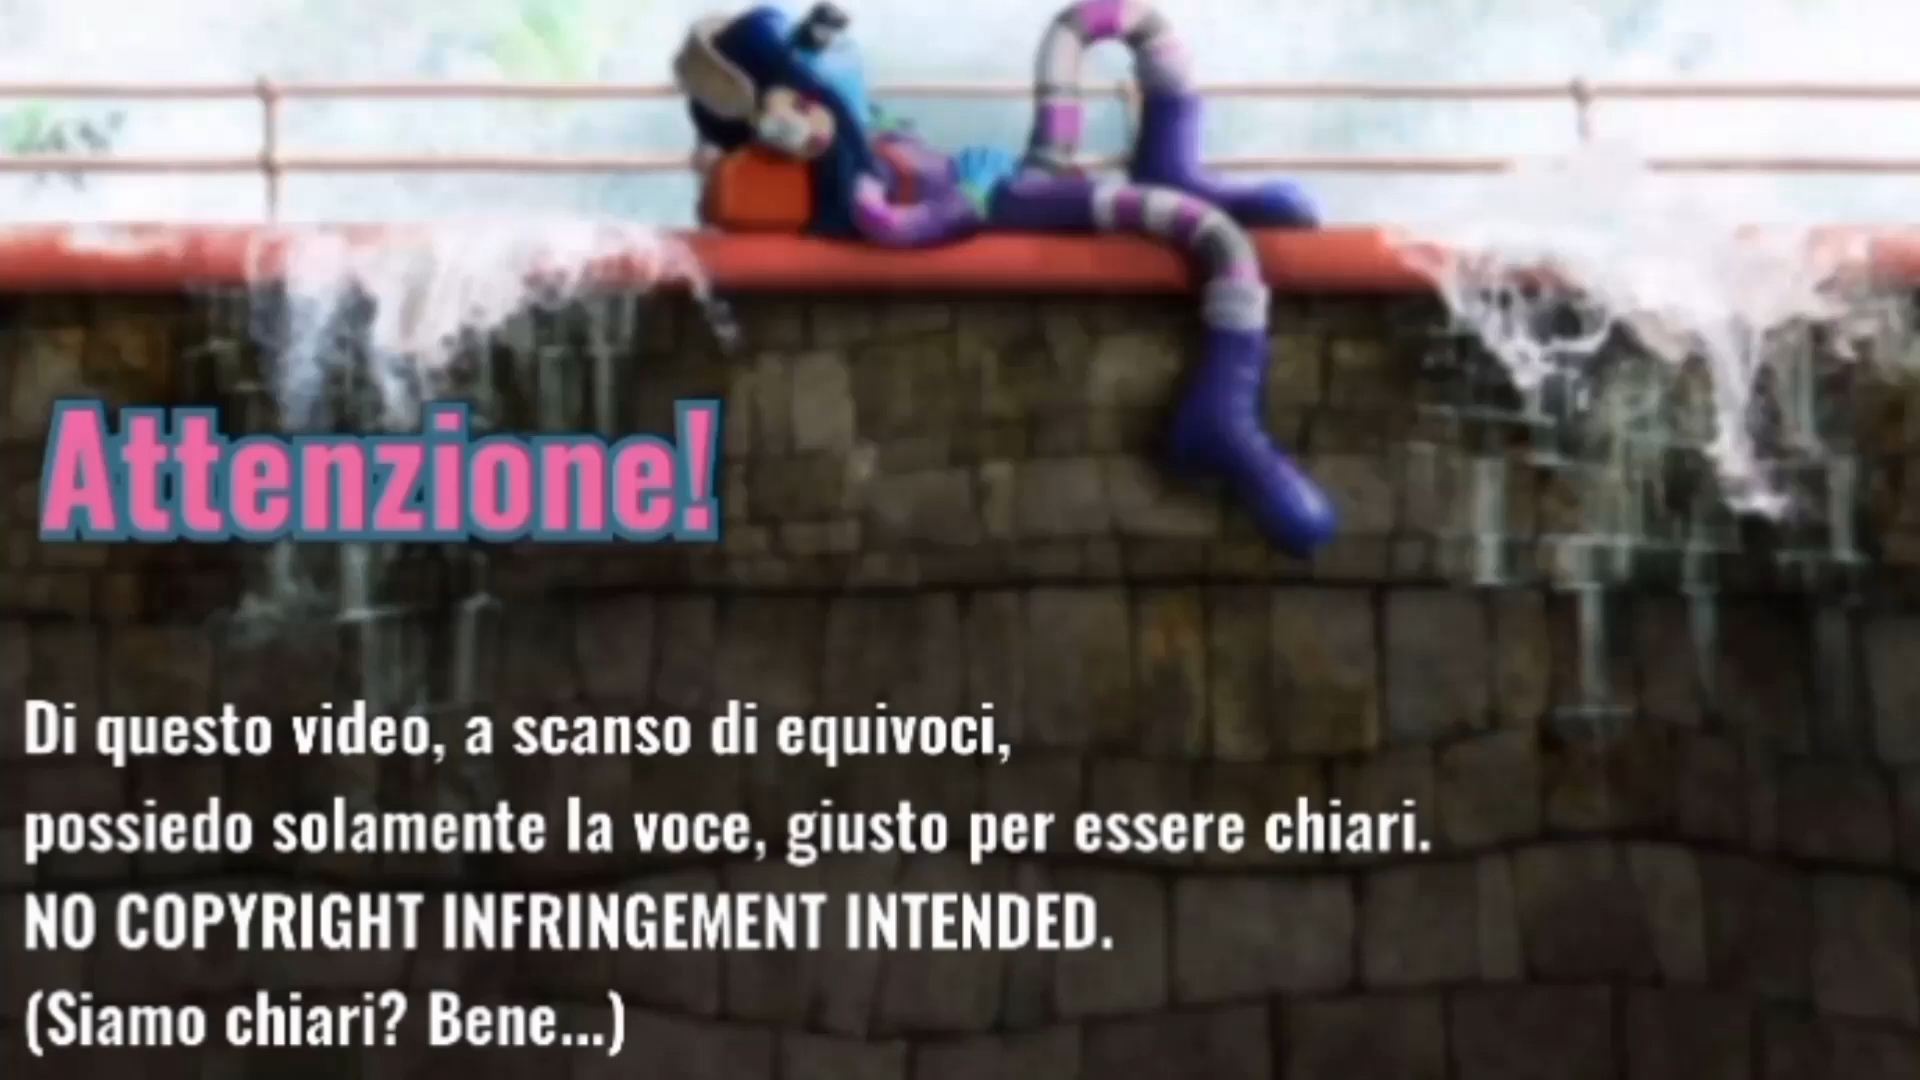 Attenzione!
Di questo video, a scanso di equivoci,
possiedo solamente la voce, giusto per essere chiari.
NO COPYRIGHT INFRINGEMENT INTENDED.
(Siamo chiari? Bene...)